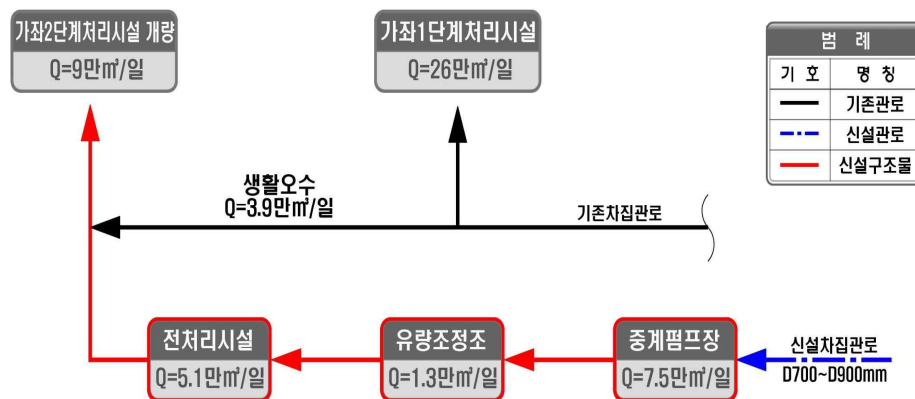 가좌2단계처리시설 개량
Q=9만㎥/일
가좌1단계처리시설
Q=26만㎥/일
범 례
기 호 명 칭
기존관로
신설관로
신설구조물
생활오수
Q=3.9만㎥/일
기존차집관로
전처리시설
Q=5.1만㎥/일
유량조정조
Q=1.3만㎥/일
중계펌프장
Q=7.5만㎥/일
신설차집관로
D700~D900mm